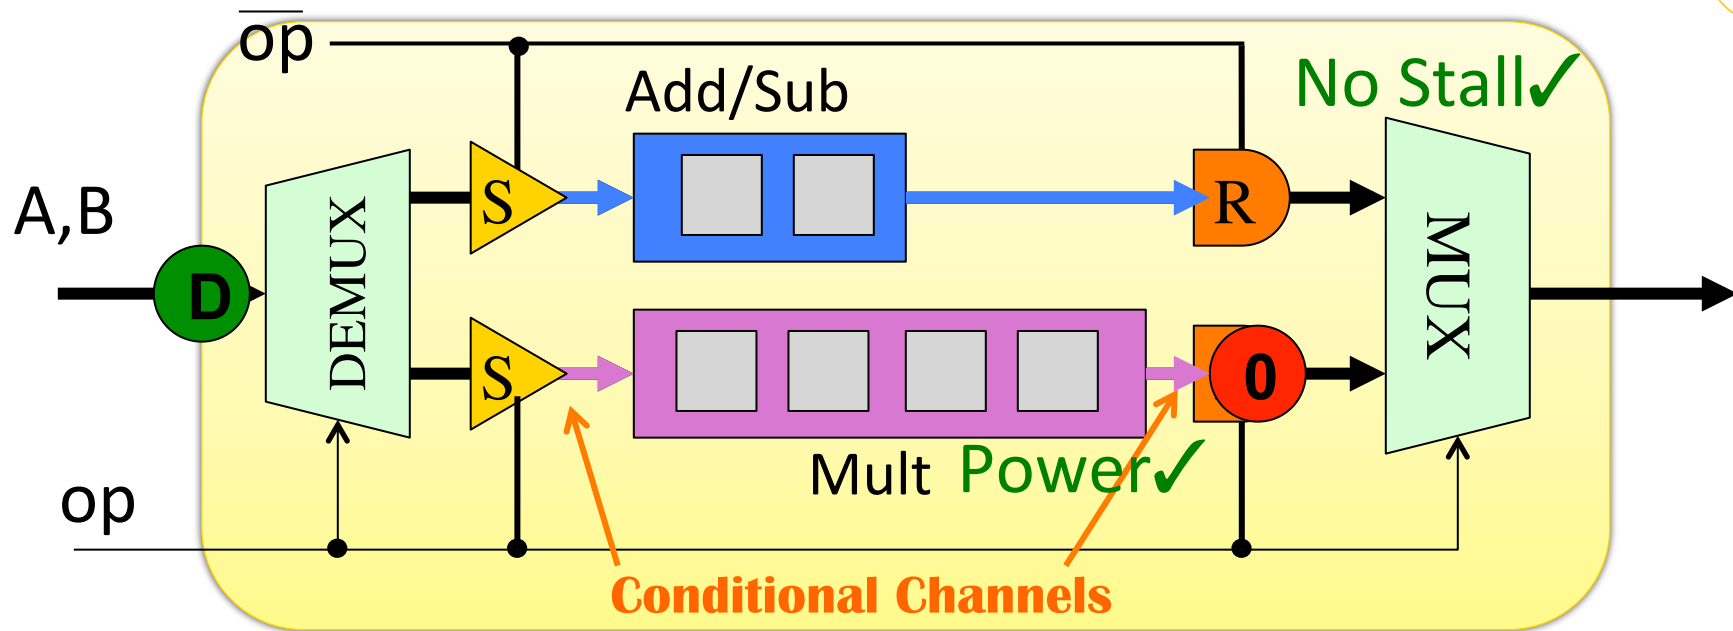 op
Add/Sub
No Stall✓
A,B
D
DEMUX
S
R
MUX
S
0
Mult
Power✓
op
Conditional Channels